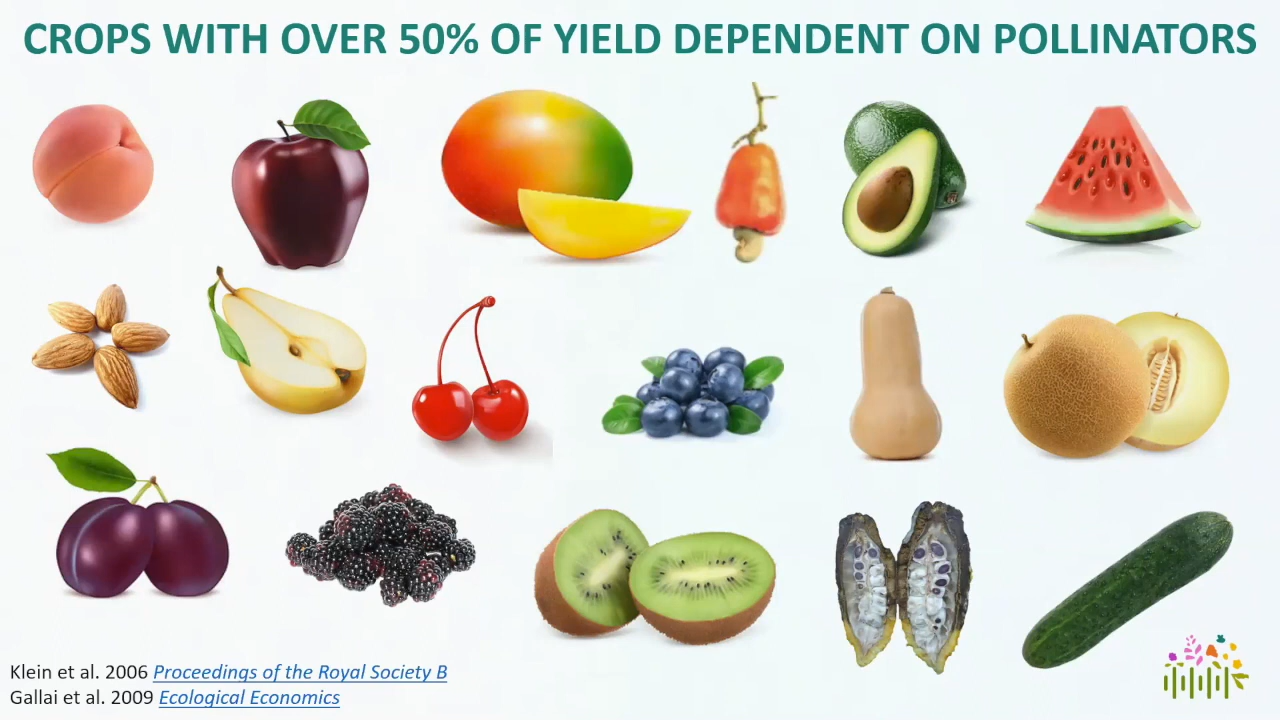 CROPS WITH OVER 50% OF YIELD DEPENDENT ON POLLINATORS
Klein et al. 2006 Proceedings of the Royal Society B
Gallai et al. 2009 Ecological Economics